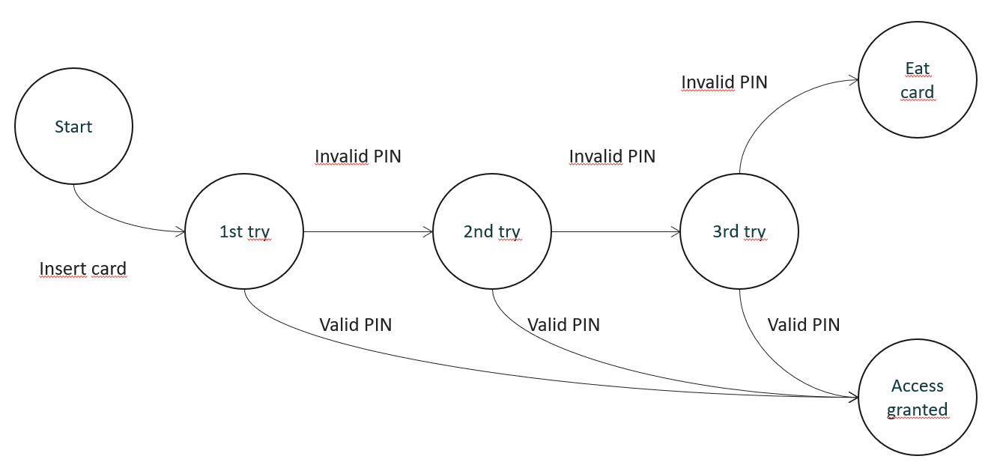 Start
Insert card
1st try
Invalid PIN
Valid PIN
2nd try
Invalid PIN
Valid PIN
3rd try
Invalid PIN
Valid PIN
Eat
card
Access
granted